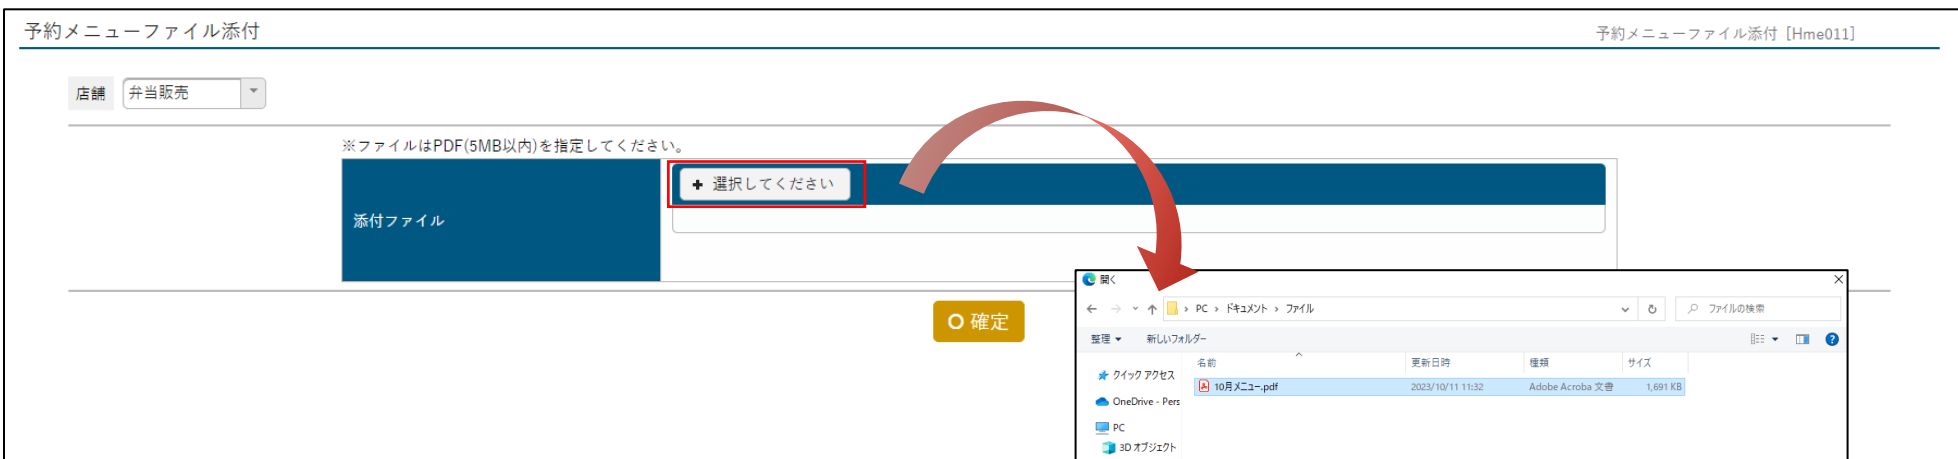 予約メニューファイル添付
予約メニューファイル添付 [Hme011]
店舗 弁当販売
※ファイルはPDF(5MB以内)を指定してください。
添付ファイル
+ 選択してください
確定
開く
PC › ドキュメント › ファイル
ファイルの検索
整理 新しいフォルダー
名前 更新日時 種類 サイズ
10月メニュー.pdf 2023/10/11 11:32 Adobe Acroba 文書 1,691 KB
クイック アクセス
OneDrive - Pers
PC
3D オブジェクト